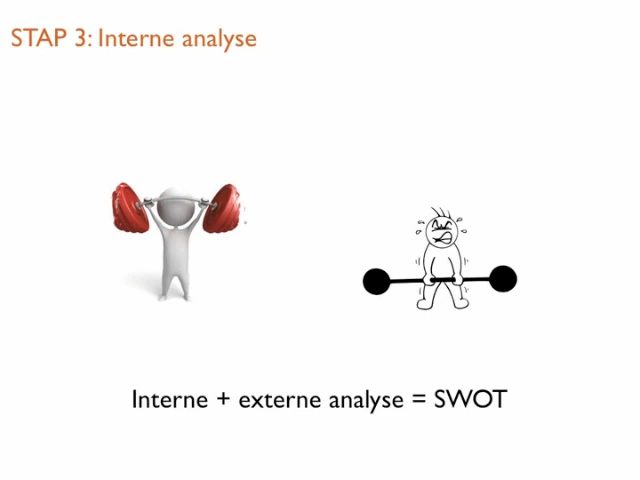 STAP 3: Interne analyse
Interne + externe analyse = SWOT